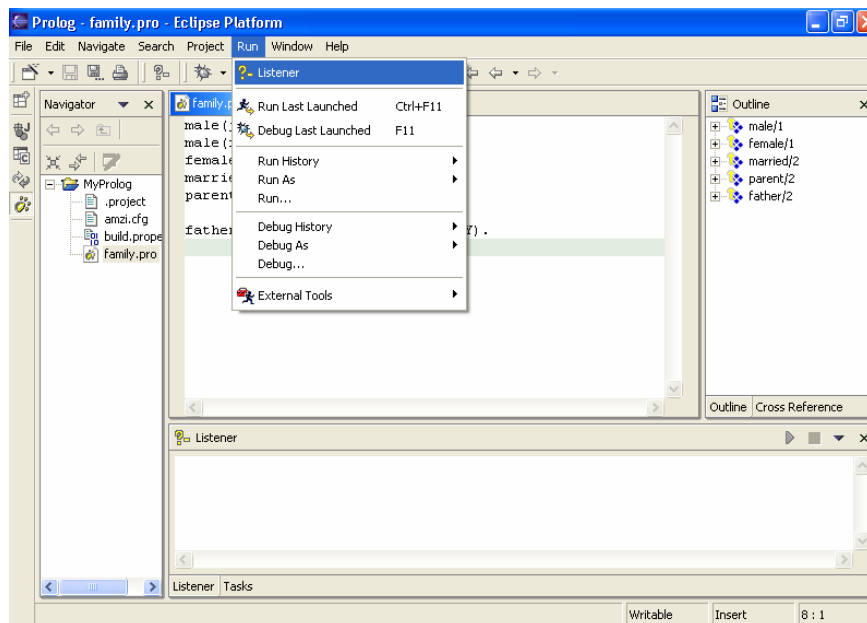 Prolog - family.pro - Eclipse Platform
File Edit Navigate Search Project Run Window Help
Listener
Run Last Launched Ctrl+F11
Debug Last Launched F11
Run History
Run As
Run...
Debug History
Debug As
Debug...
External Tools
Navigator
MyProlog
.project
amzi.cfg
build.prope
family.pro
family.p
male(
male(
female
marrie
parent
father Y).
Outline
male/1
female/1
married/2
parent/2
father/2
Outline Cross Reference
Listener
Listener Tasks
Writable Insert 8 : 1